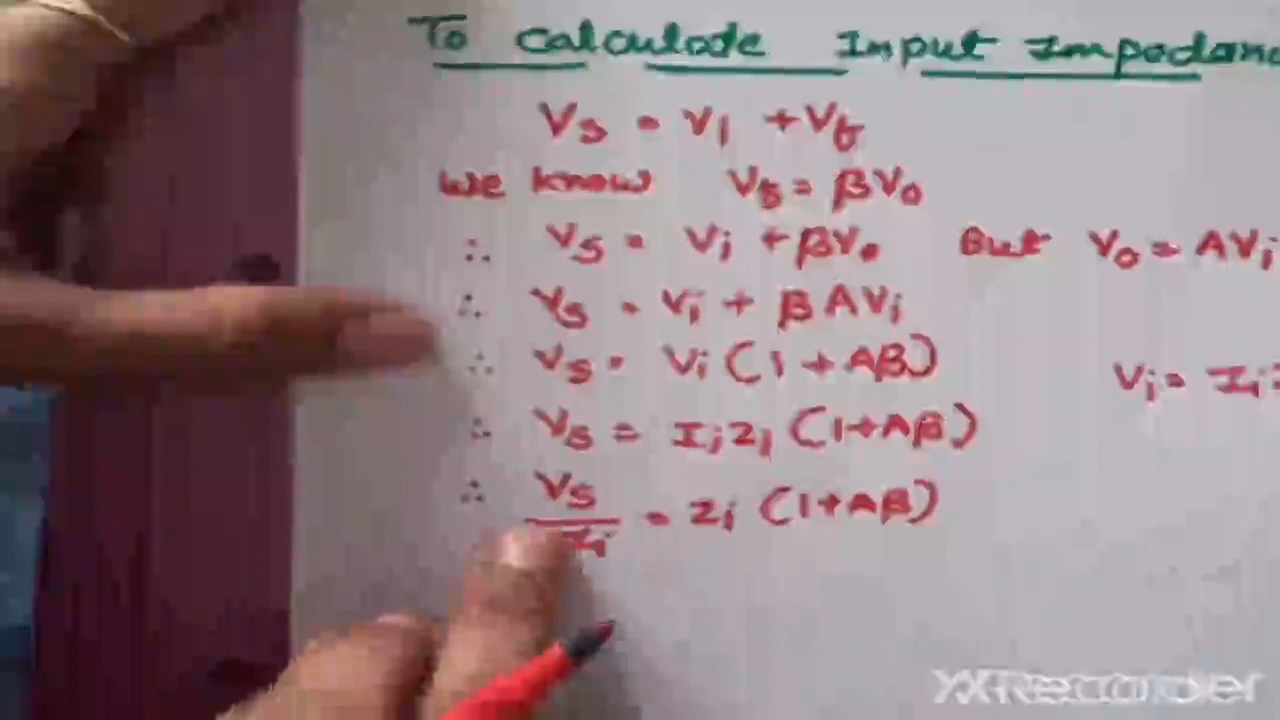 To Calculate Input Impedanc
Vs = Vi + Vf
We know Vf = βVo
∴ Vs = Vi + βVo But Vo = AVi
∴ Vs = Vi + βAVi
∴ Vs = Vi (1 + Aβ)
Vi = Ii
∴ Vs = IiZi (1+Aβ)
∴ Vs/Ii = Zi (1+Aβ)
XRecorder